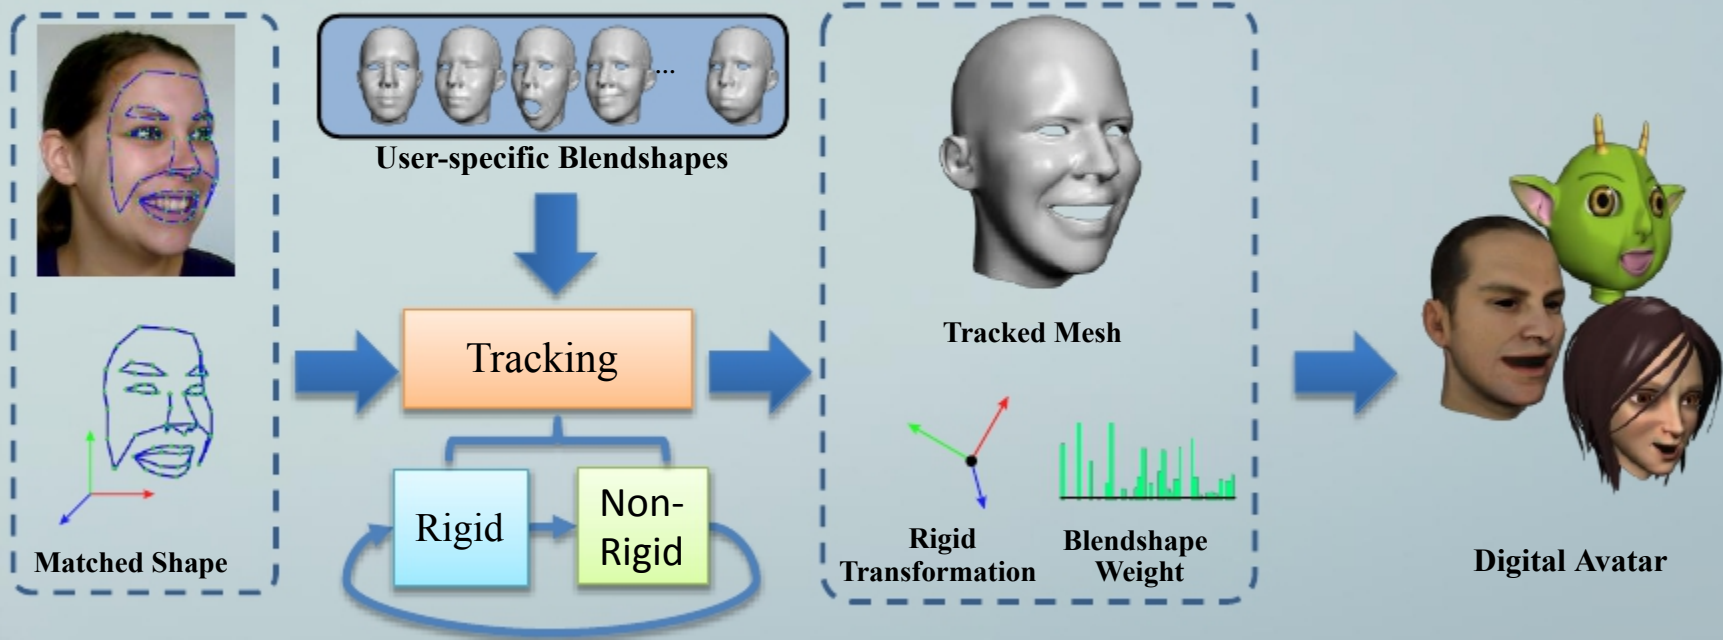 ...
User-specific Blendshapes
Matched Shape
Tracking
Rigid
Non-
Rigid
Tracked Mesh
Rigid
Transformation
Blendshape
Weight
Digital Avatar